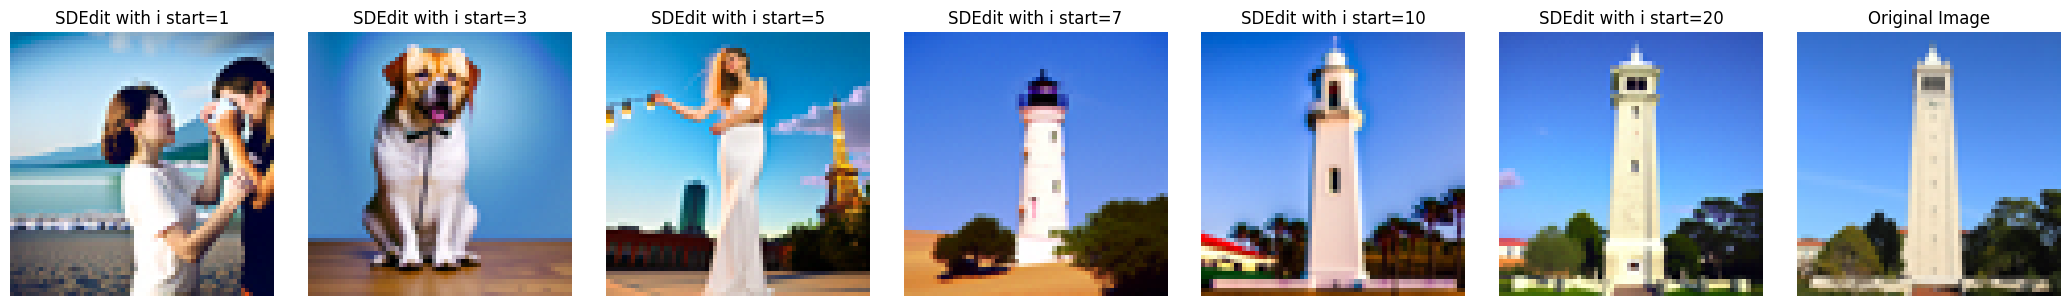 SDEdit with i start=1
SDEdit with i start=3
SDEdit with i start=5
SDEdit with i start=7
SDEdit with i start=10
SDEdit with i start=20
Original Image